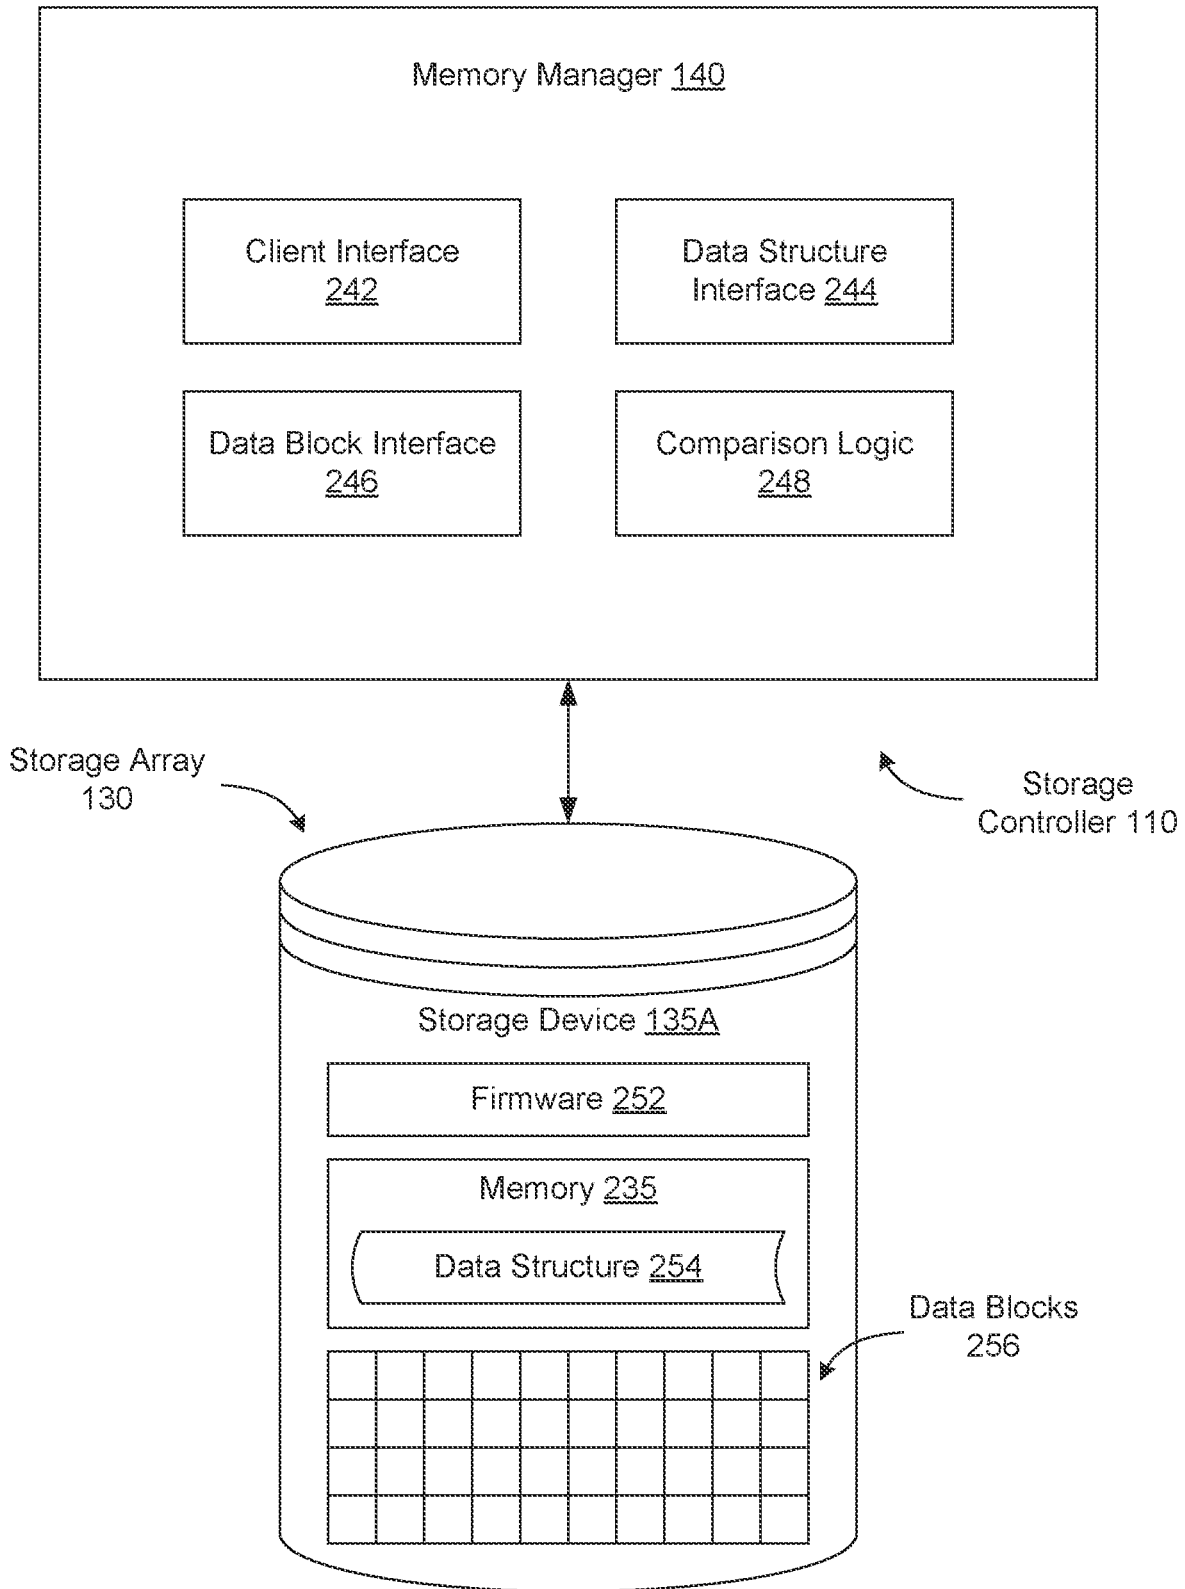 Memory Manager 140
Client Interface
242
Data Structure
Interface 244
Data Block Interface
246
Comparison Logic
248
Storage Array
130
Storage
Controller 110
Storage Device 135A
Firmware 252
Memory 235
Data Structure 254
Data Blocks
256